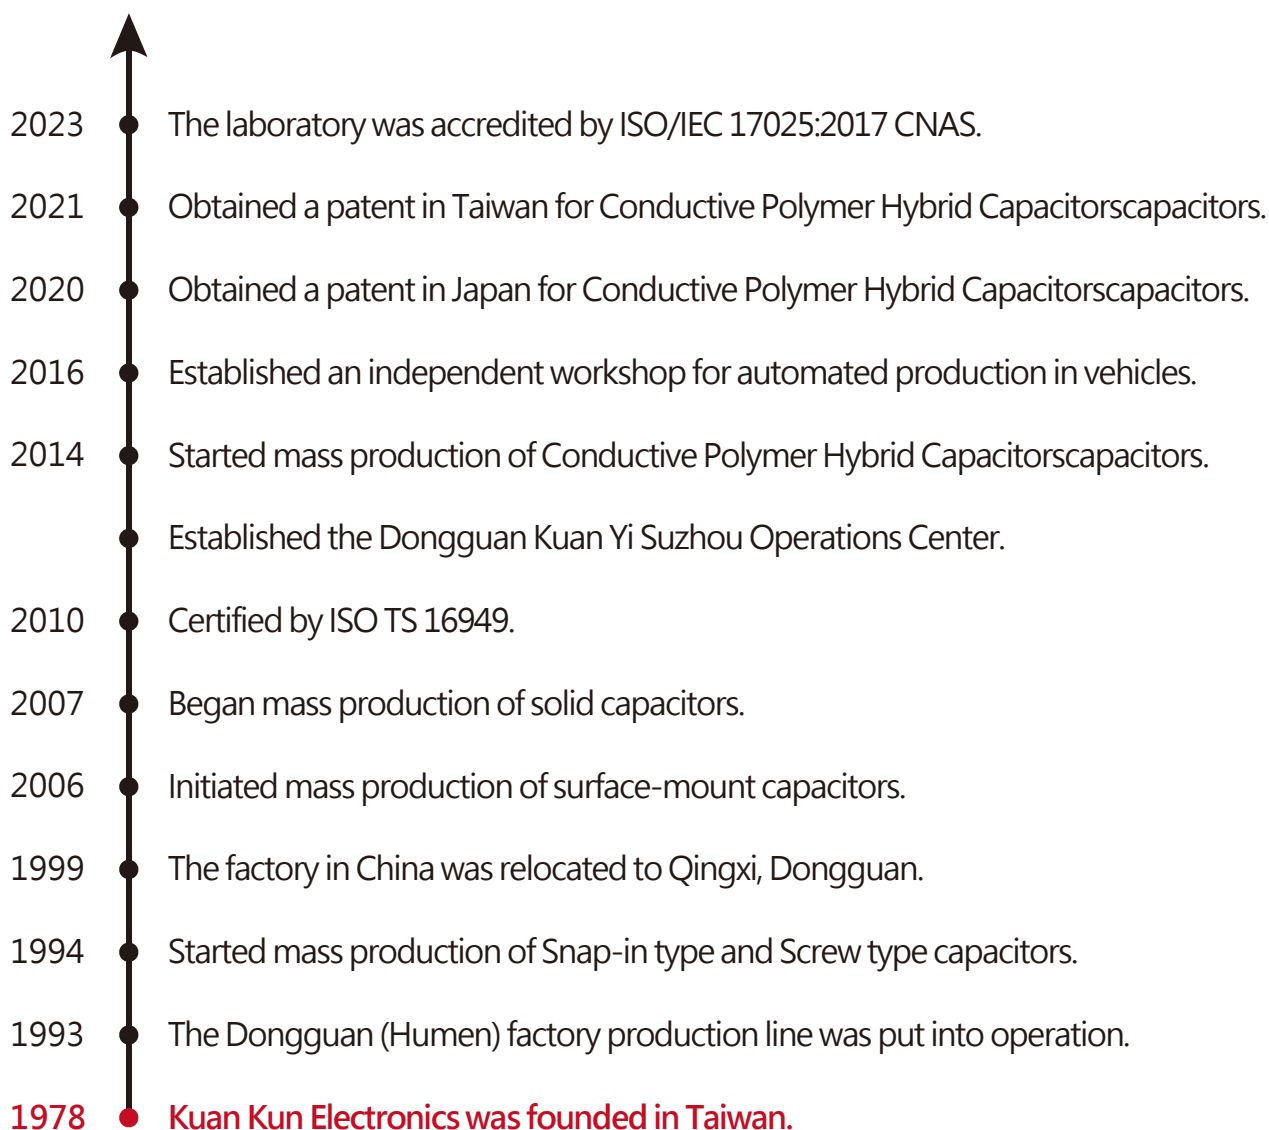 2023 The laboratory was accredited by ISO/IEC 17025:2017 CNAS.
2021 Obtained a patent in Taiwan for Conductive Polymer Hybrid Capacitorscapacitors.
2020 Obtained a patent in Japan for Conductive Polymer Hybrid Capacitorscapacitors.
2016 Established an independent workshop for automated production in vehicles.
2014 Started mass production of Conductive Polymer Hybrid Capacitorscapacitors.
Established the Dongguan Kuan Yi Suzhou Operations Center.
2010 Certified by ISO TS 16949.
2007 Began mass production of solid capacitors.
2006 Initiated mass production of surface-mount capacitors.
1999 The factory in China was relocated to Qingxi, Dongguan.
1994 Started mass production of Snap-in type and Screw type capacitors.
1993 The Dongguan (Humen) factory production line was put into operation.
1978 Kuan Kun Electronics was founded in Taiwan.